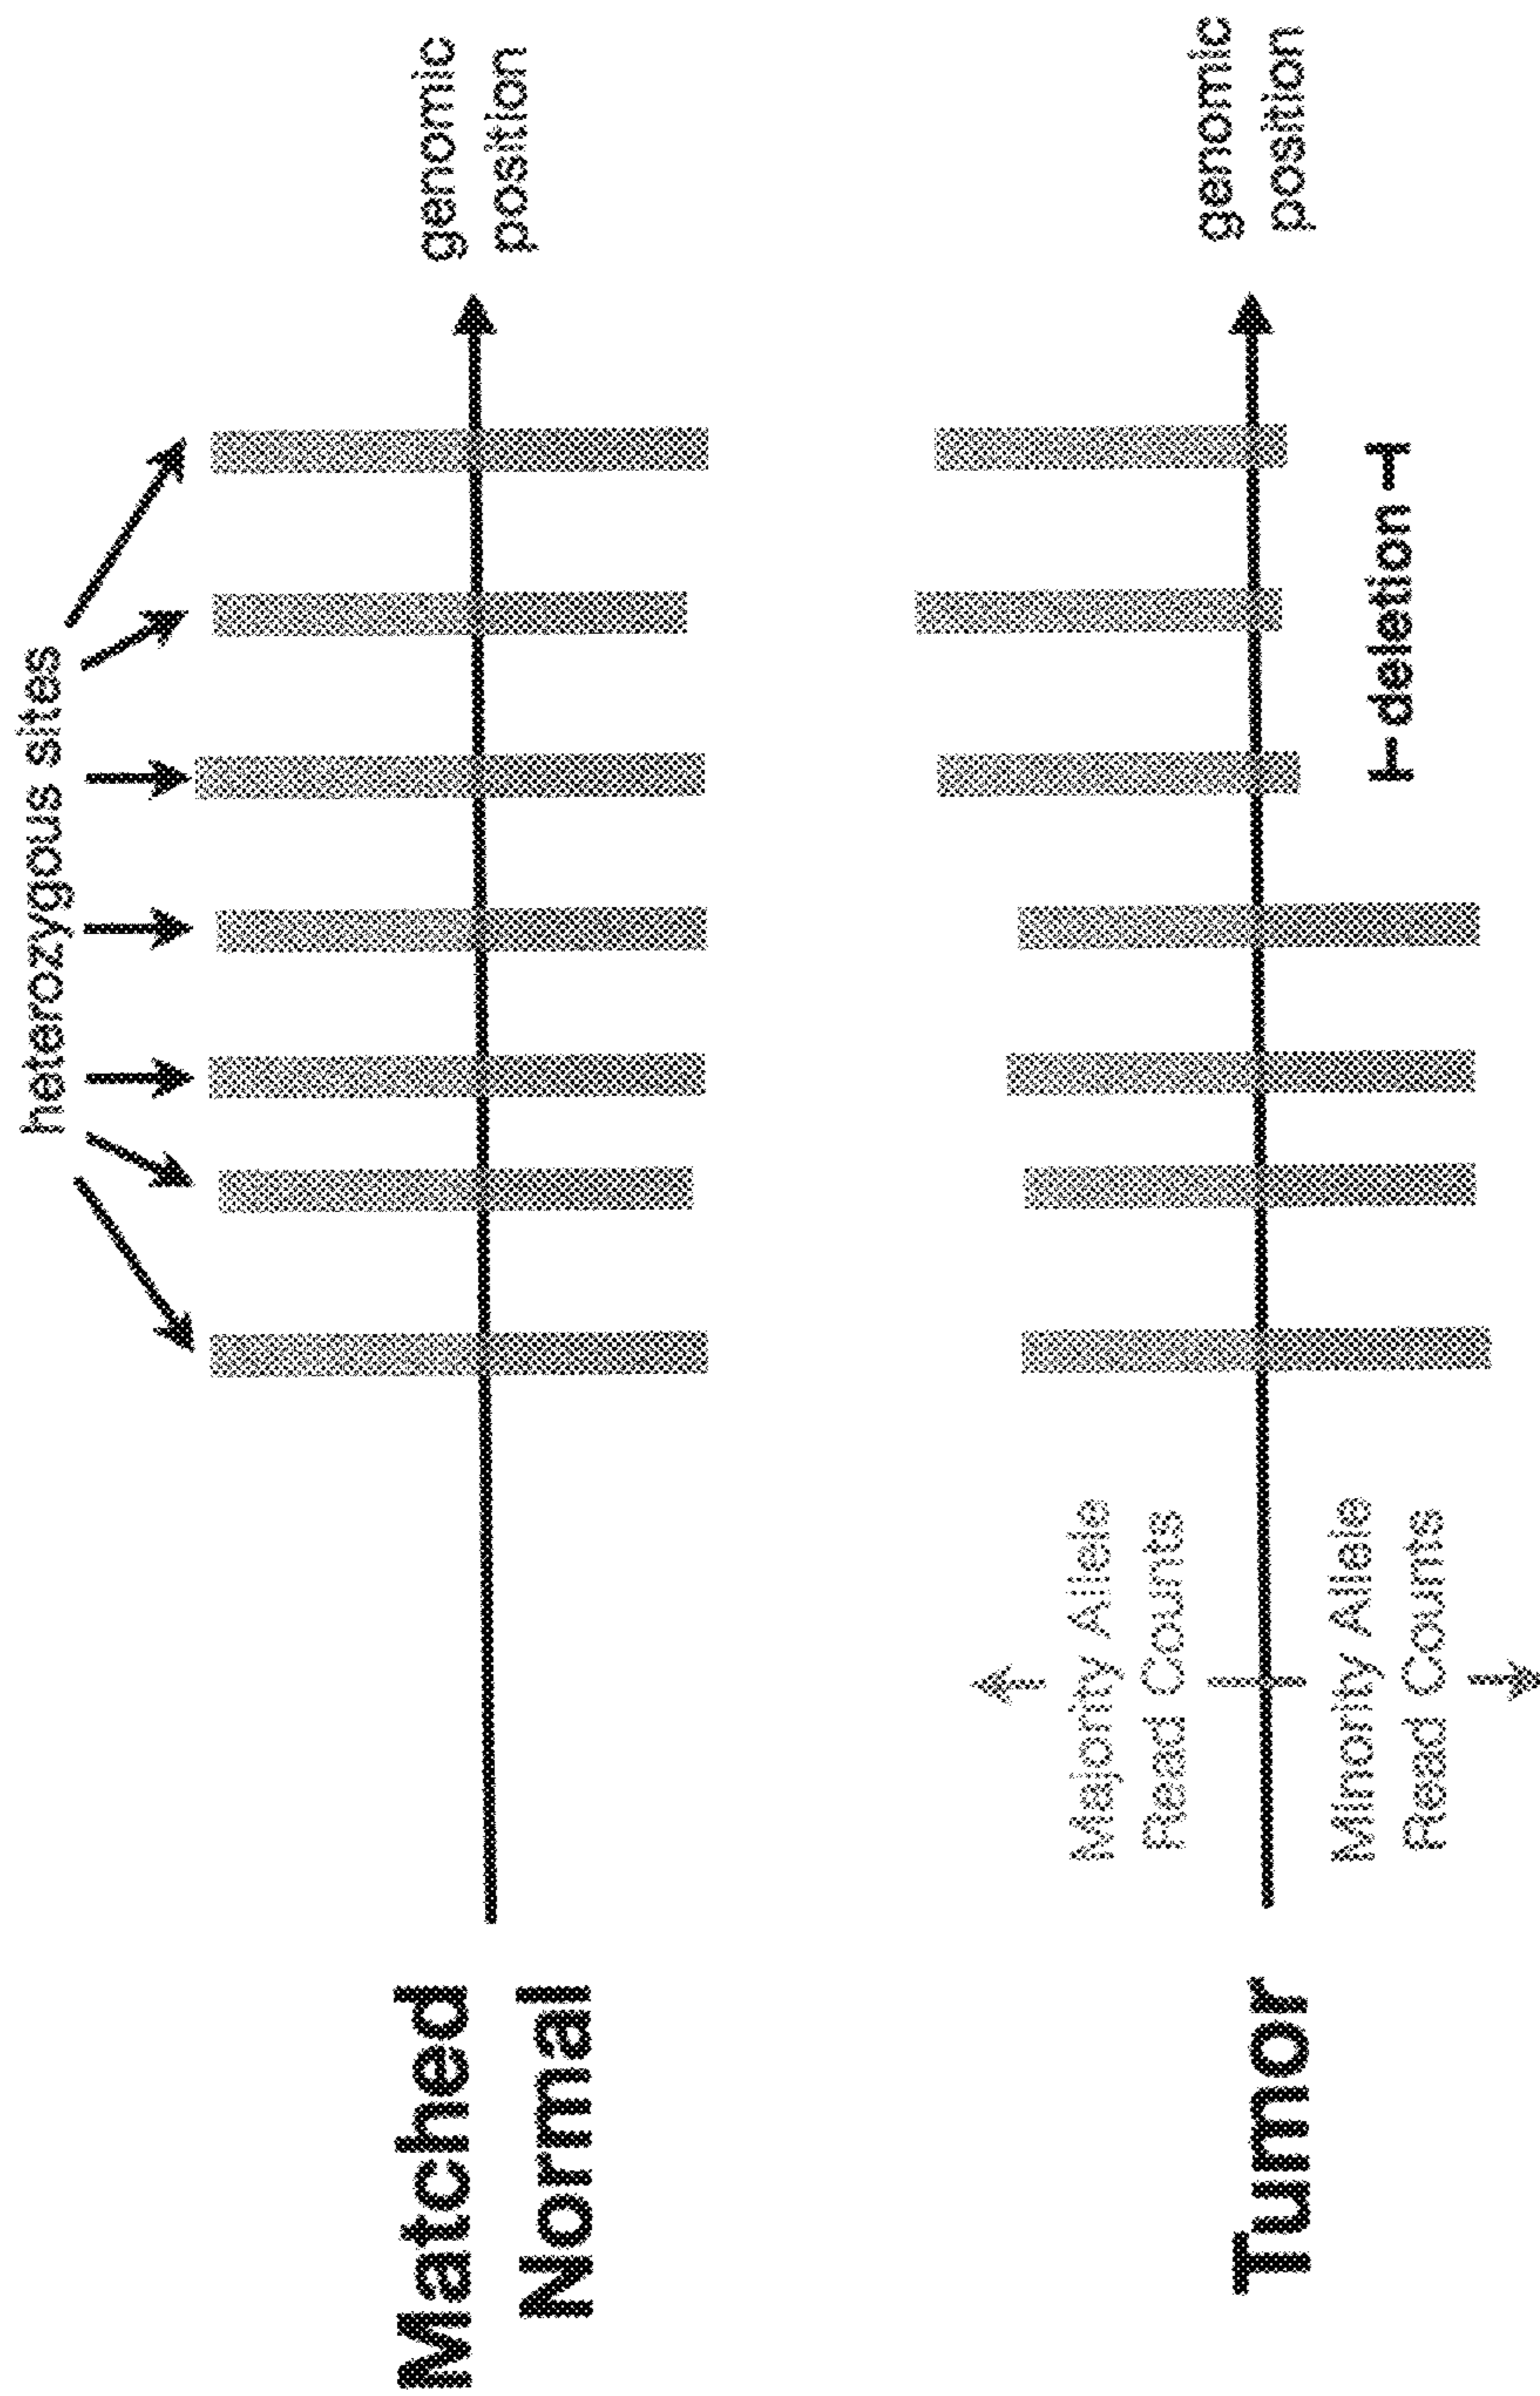 heterozygous sites
Matched
Normal
genomic
position
Majority Allele
Read Counts
Tumor
genomic
position
Minority Allele
Read Counts
deletion